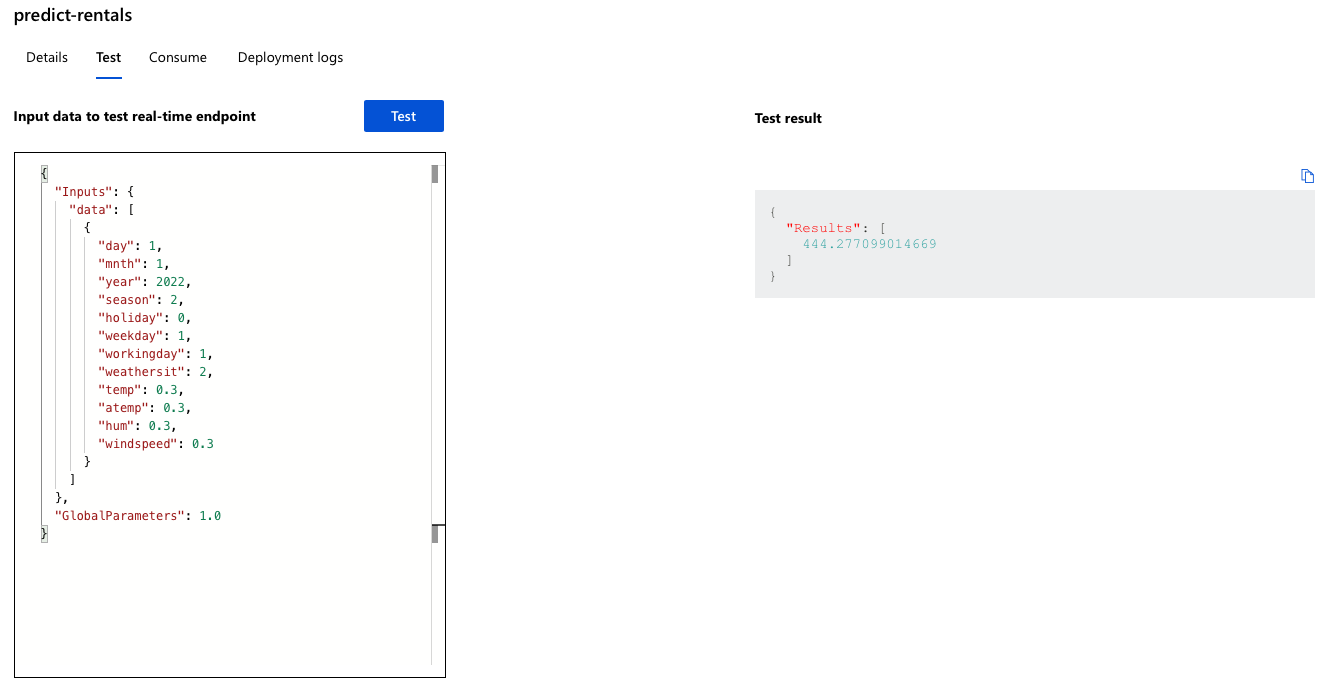 predict-rentals
Details Test Consume Deployment logs
Input data to test real-time endpoint
Test
{
"Inputs": {
"data": [
{
"day": 1,
"mnth": 1,
"year": 2022,
"season": 2,
"holiday": 0,
"weekday": 1,
"workingday": 1,
"weathersit": 2,
"temp": 0.3,
"atemp": 0.3,
"hum": 0.3,
"windspeed": 0.3
}
]
},
"GlobalParameters": 1.0
}
Test result
{
"Results": [
444.277099014669
]
}